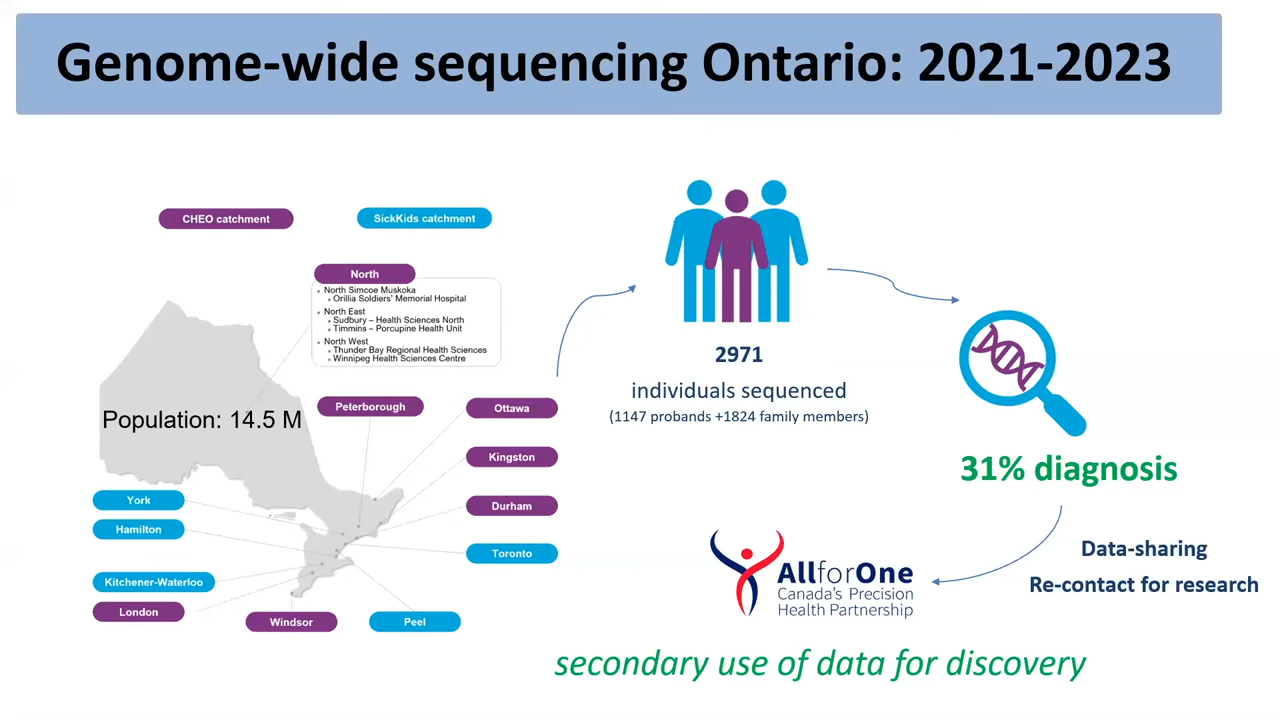 Genome-wide sequencing Ontario: 2021-2023
CHEO catchment
SickKids catchment
North
North Simcoe Muskoka
Orillia Soldiers' Memorial Hospital
North East
Sudbury – Health Sciences North
Timmins – Porcupine Health Unit
North West
Thunder Bay Regional Health Sciences
Winnipeg Health Sciences Centre
Population: 14.5 M
Peterborough
Ottawa
Kingston
Durham
Toronto
York
Hamilton
Kitchener-Waterloo
London
Windsor
Peel
2971
individuals sequenced
(1147 probands +1824 family members)
31% diagnosis
Data-sharing
Re-contact for research
AllforOne
Canada's Precision
Health Partnership
secondary use of data for discovery